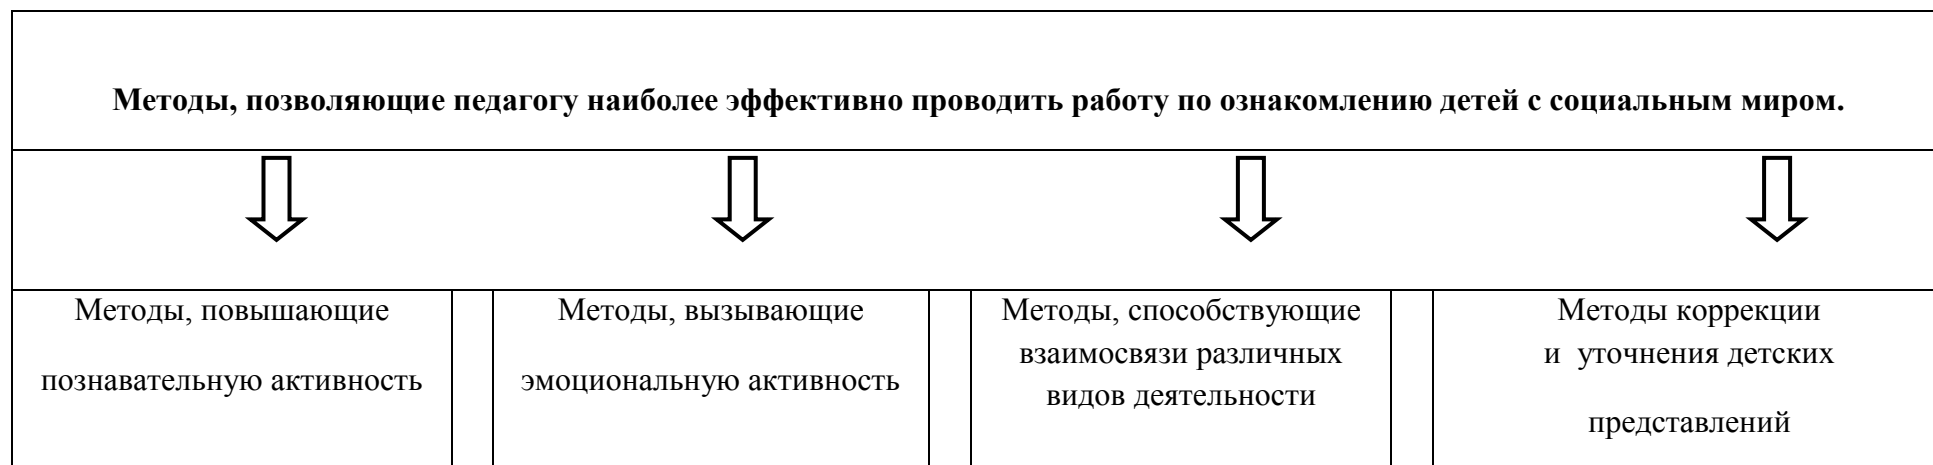 Методы, позволяющие педагогу наиболее эффективно проводить работу по ознакомлению детей с социальным миром.
Методы, повышающие
познавательную активность
Методы, вызывающие
эмоциональную активность
Методы, способствующие
взаимосвязи различных
видов деятельности
Методы коррекции
и уточнения детских
представлений